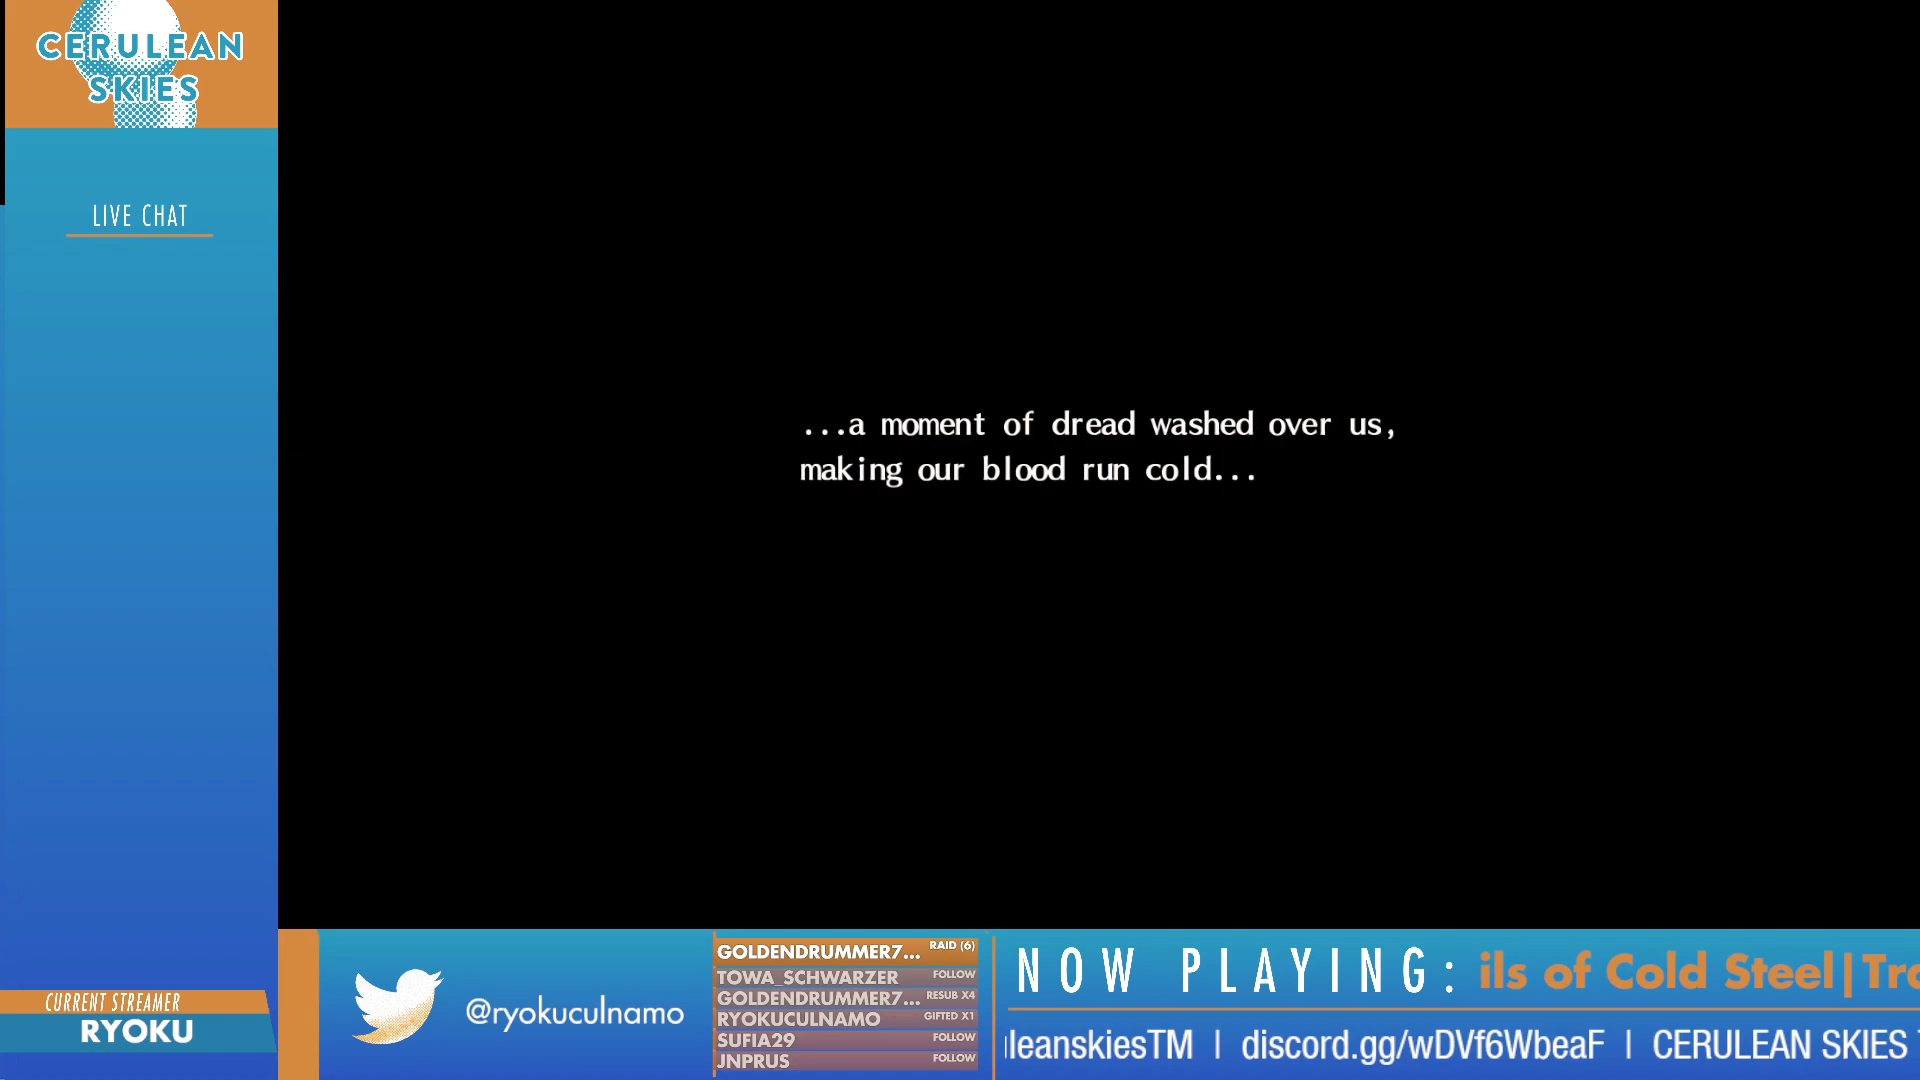 CERULEAN
SKIES
LIVE CHAT
...a moment of dread washed over us,
making our blood run cold...
CURRENT STREAMER
RYOKU
@ryokuculnamo
GOLDENDRUMMER7... RAID (6)
TOWA_SCHWARZER FOLLOW
GOLDENDRUMMER7... RESUB X4
RYOKUCULNAMO GIFTED X1
SUFIA29 FOLLOW
JNPRUS FOLLOW
NOW PLAYING: ils of Cold Steel|Tra
leanskiesTM | discord.gg/wDVf6WbeaF | CERULEAN SKIES